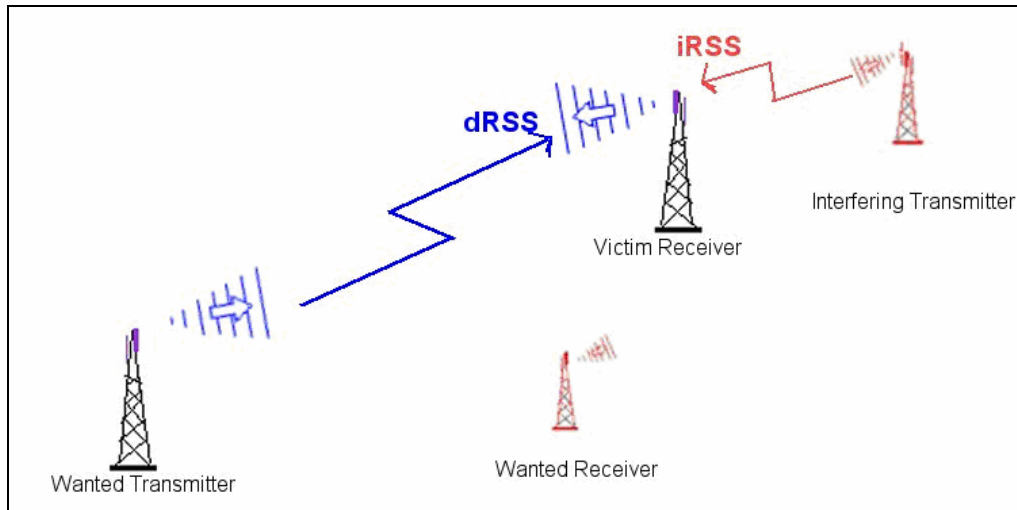 iRSS
dRSS
Interfering Transmitter
Victim Receiver
Wanted Receiver
Wanted Transmitter